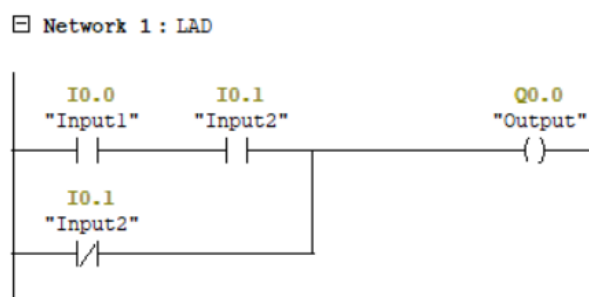 Network 1 : LAD
I0.0 I0.1 Q0.0
"Input1" "Input2" "Output"
I0.1
"Input2"